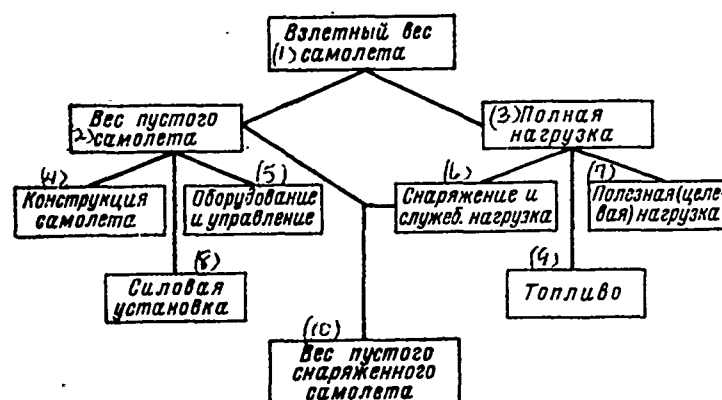 Взлетный вес
(1) самолета
Вес пустого
2) самолета
(3) Полная
нагрузка
(4)
Конструкция
самолета
(5)
Оборудование
и управление
(6)
Снаряжение и
служеб. нагрузка
(7)
Полезная (целе-
вая) нагрузка
(8)
Силовая
установка
(9)
Топливо
(10)
Вес пустого
снаряженного
самолета